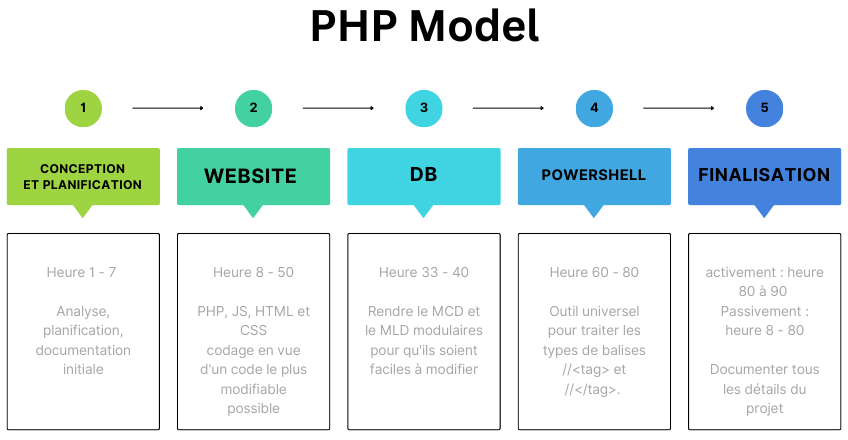 PHP Model
1
2
3
4
5
CONCEPTION
ET PLANIFICATION
WEBSITE
DB
POWERSHELL
FINALISATION
Heure 1 - 7
Analyse,
planification,
documentation
initiale
Heure 8 - 50
PHP, JS, HTML et
CSS
codage en vue
d'un code le plus
modifiable
possible
Heure 33 - 40
Rendre le MCD et
le MLD modulaires
pour qu'ils soient
faciles à modifier
Heure 60 - 80
Outil universel
pour traiter les
types de balises
//<tag> et
//</tag>.
activement : heure
80 à 90
Passivement :
heure 8 - 80
Documenter tous
les détails du
projet